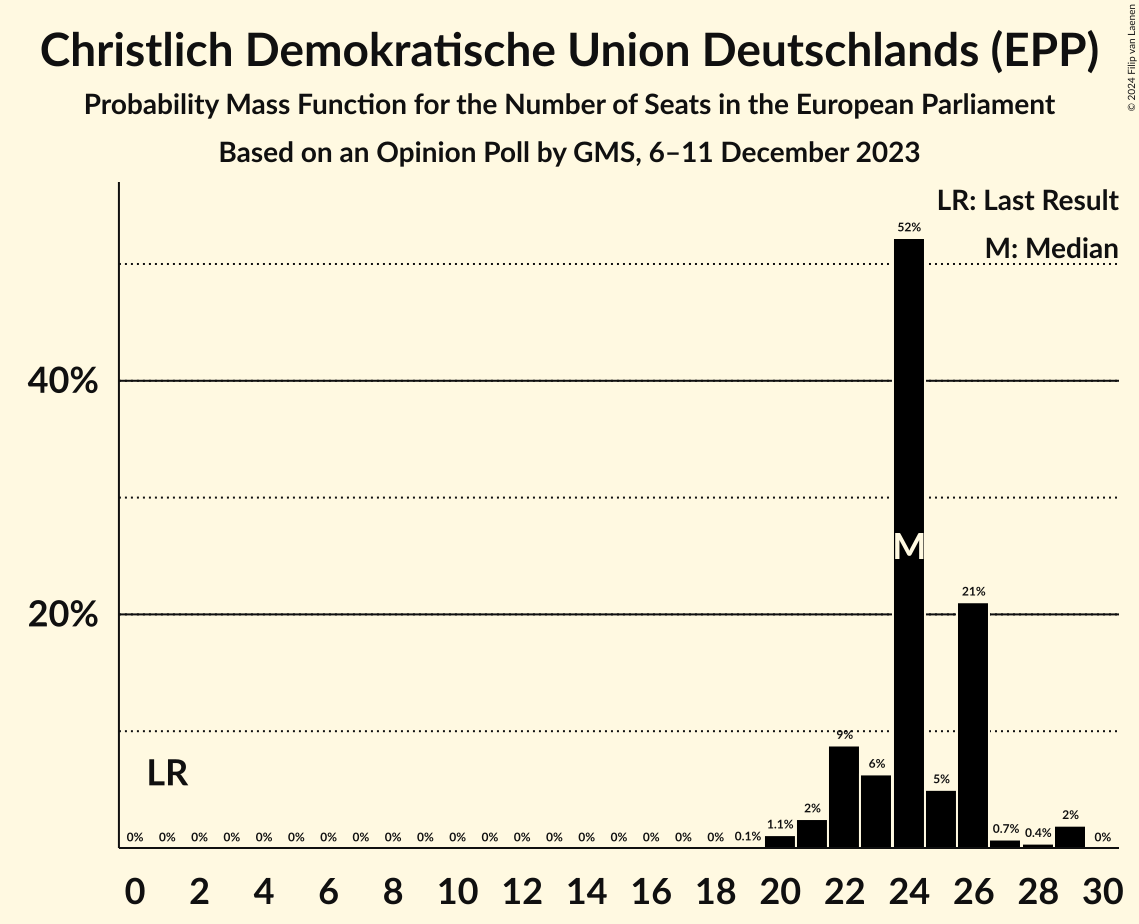 Christlich Demokratische Union Deutschlands (EPP)
Probability Mass Function for the Number of Seats in the European Parliament
Based on an Opinion Poll by GMS, 6–11 December 2023
© 2024 Filip van Laenen
LR: Last Result
M: Median
52%
40%
M
21%
20%
9%
6%
5%
LR
2%
2%
1.1%
0.7%
0.4%
0% 0% 0% 0% 0% 0% 0% 0% 0% 0% 0% 0% 0% 0% 0% 0% 0% 0% 0% 0.1% 0%
0 2 4 6 8 10 12 14 16 18 20 22 24 26 28 30